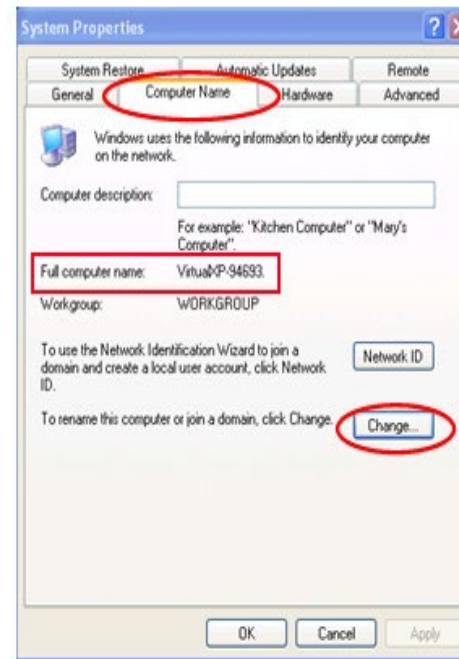 System Properties
System Restore Automatic Updates Remote
General Computer Name Hardware Advanced
Windows uses the following information to identify your computer
on the network.
Computer description:
For example: "Kitchen Computer" or "Mary's
Computer".
Full computer name: VirtualXP-94693.
Workgroup: WORKGROUP
To use the Network Identification Wizard to join a
domain and create a local user account, click Network
ID.
Network ID
To rename this computer or join a domain, click Change.
Change...
OK Cancel Apply